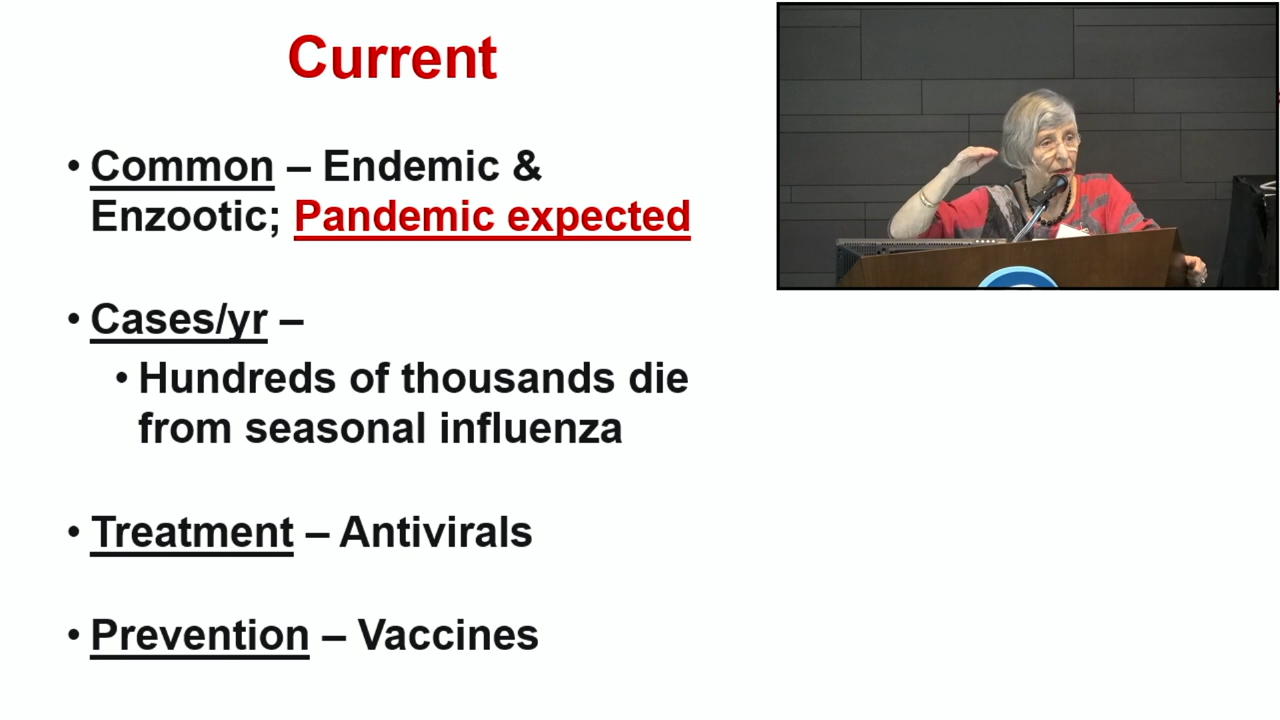 Current
• Common – Endemic &
Enzootic; Pandemic expected
• Cases/yr –
• Hundreds of thousands die
from seasonal influenza
• Treatment – Antivirals
• Prevention – Vaccines